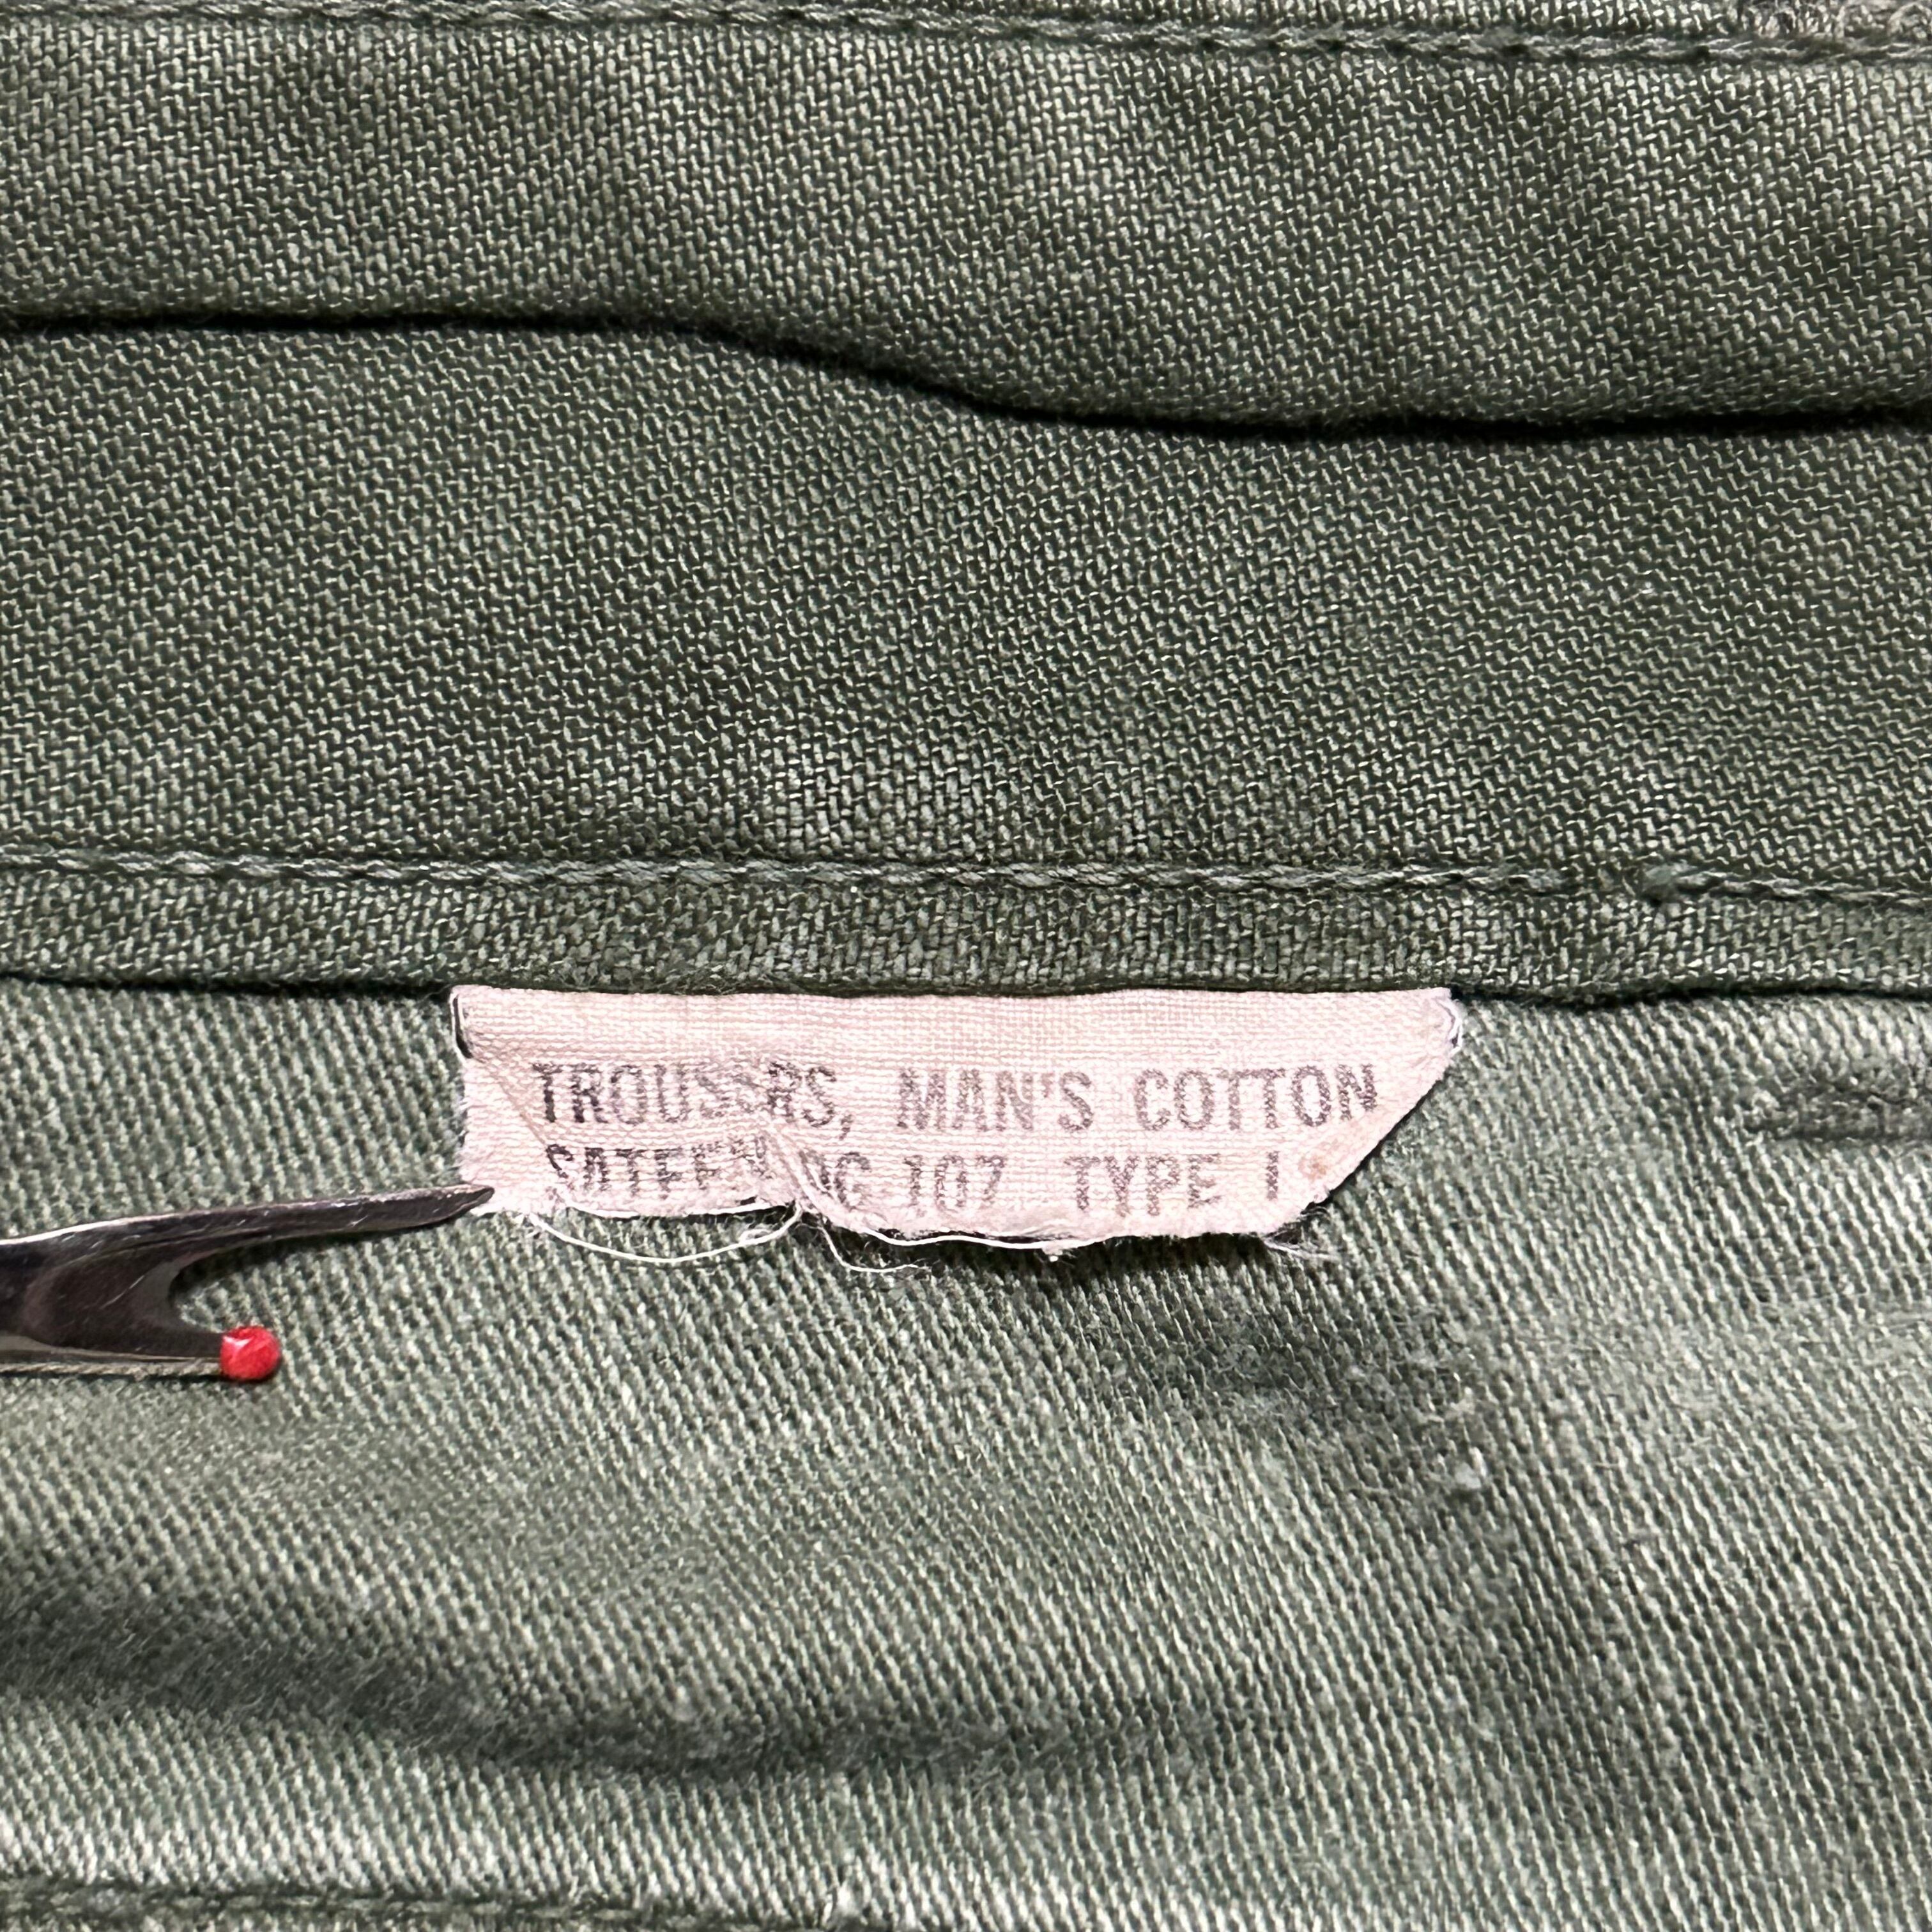 TROUSERS, MAN'S COTTON
SATEEN OG 107 TYPE I